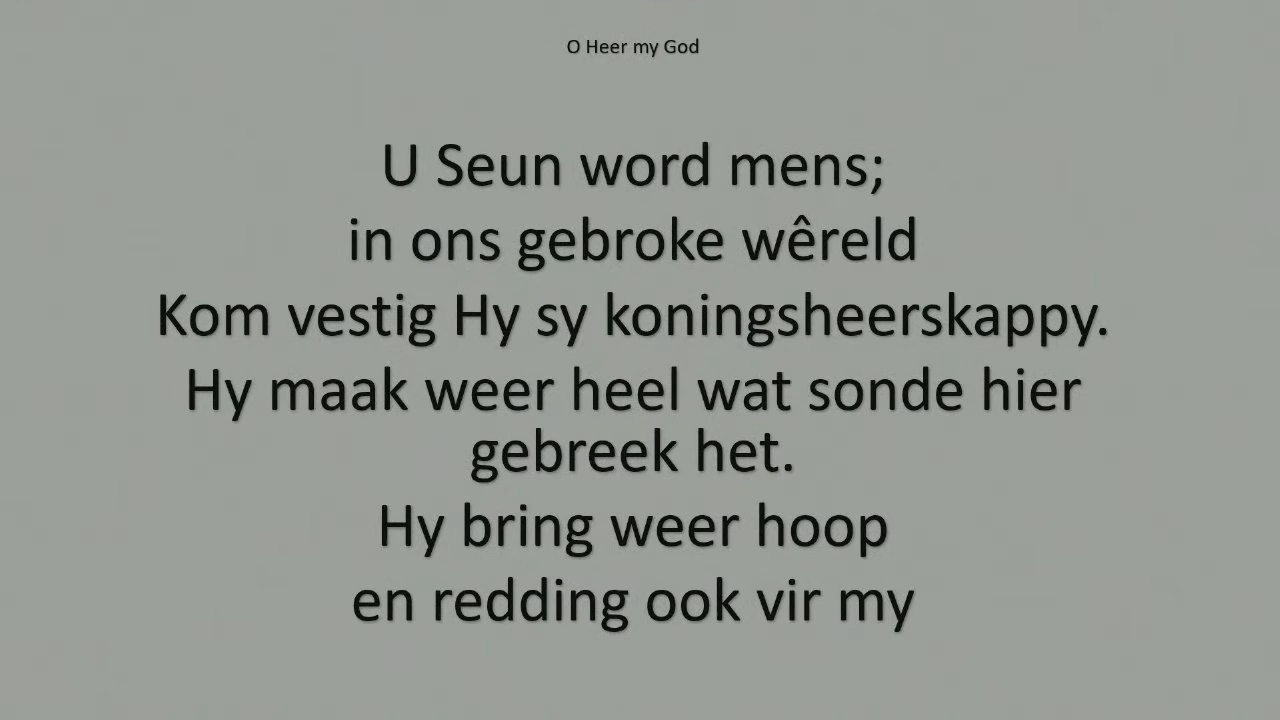 O Heer my God
U Seun word mens;
in ons gebroke wêreld
Kom vestig Hy sy koningsheerskappy.
Hy maak weer heel wat sonde hier
gebreek het.
Hy bring weer hoop
en redding ook vir my